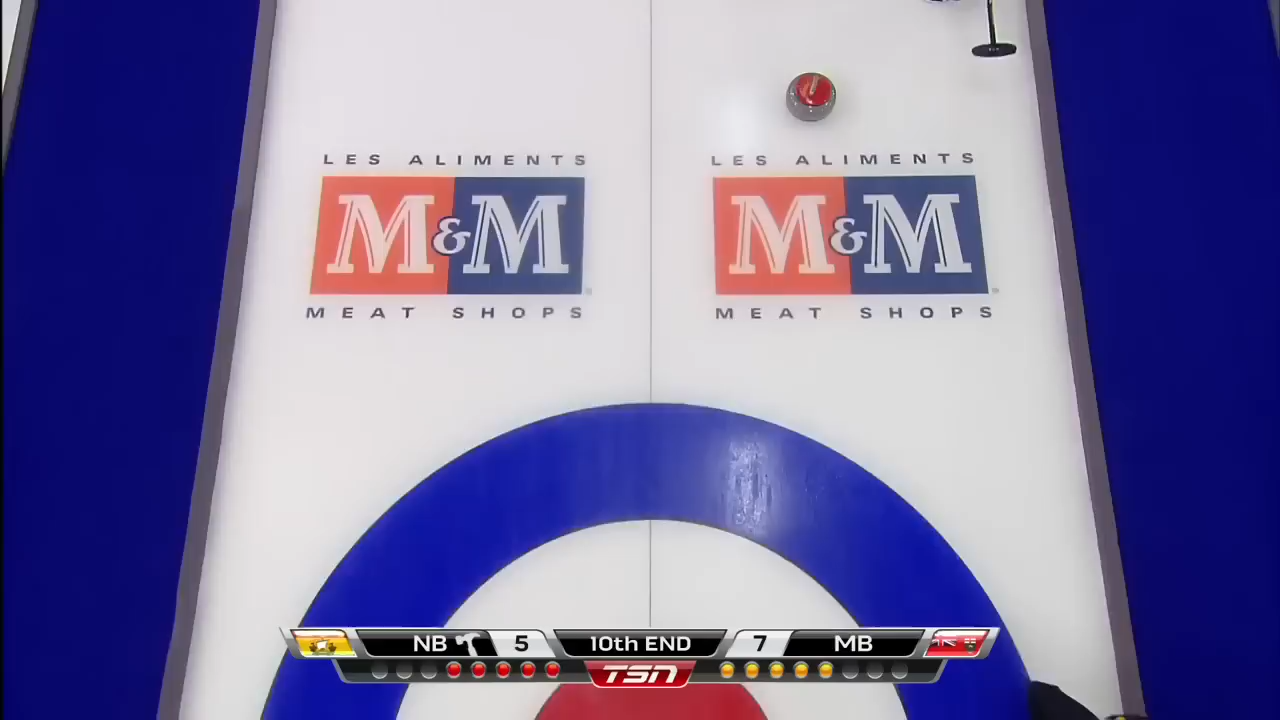 LES ALIMENTS
M&M
MEAT SHOPS
LES ALIMENTS
M&M
MEAT SHOPS
NB 5 10th END 7 MB
TSN